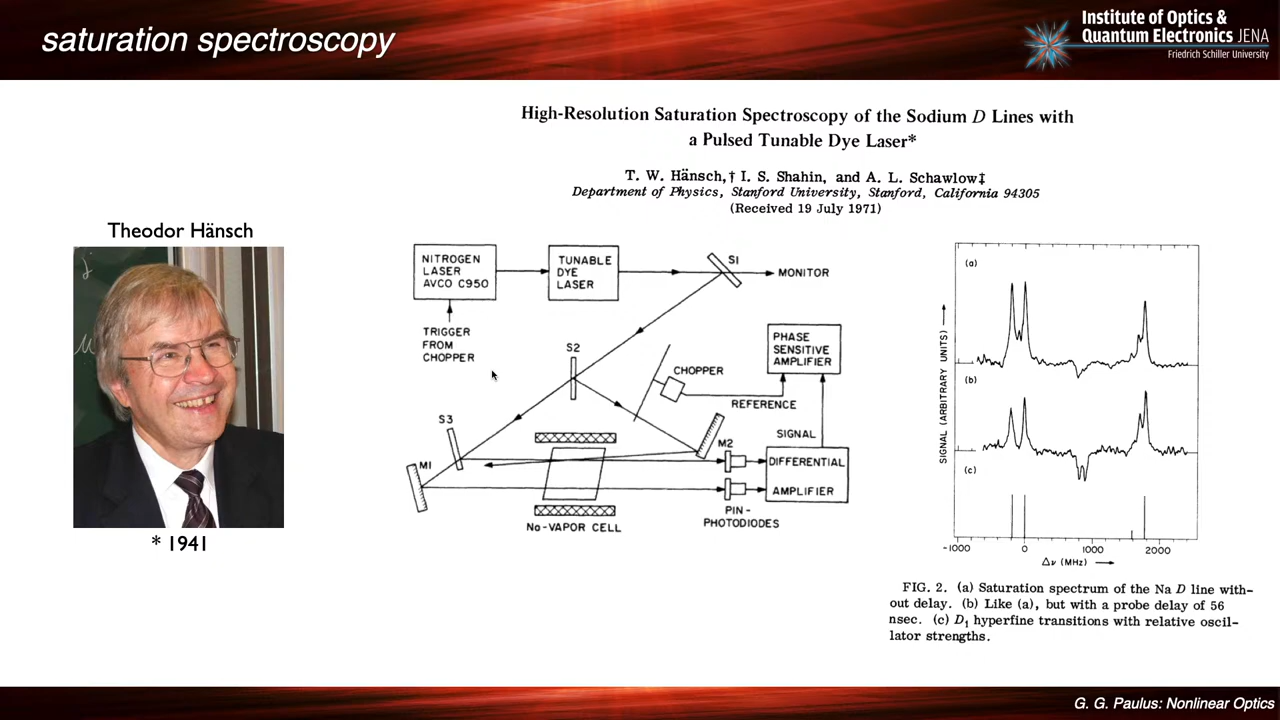 saturation spectroscopy
Institute of Optics &
Quantum Electronics JENA
Friedrich Schiller University
High-Resolution Saturation Spectroscopy of the Sodium D Lines with
a Pulsed Tunable Dye Laser*
T. W. Hänsch,† I. S. Shahin, and A. L. Schawlow‡
Department of Physics, Stanford University, Stanford, California 94305
(Received 19 July 1971)
Theodor Hänsch
* 1941
NITROGEN
LASER
AVCO C950
TUNABLE
DYE
LASER
S1
MONITOR
TRIGGER
FROM
CHOPPER
S2
CHOPPER
PHASE
SENSITIVE
AMPLIFIER
REFERENCE
S3
SIGNAL
M1
M2
DIFFERENTIAL
AMPLIFIER
Na-VAPOR CELL
PIN-
PHOTODIODES
(a)
(b)
(c)
SIGNAL (ARBITRARY UNITS)
-1000 0 1000 2000
Δν (MHz)
FIG. 2. (a) Saturation spectrum of the Na D line with-
out delay. (b) Like (a), but with a probe delay of 56
nsec. (c) D1 hyperfine transitions with relative oscil-
lator strengths.
G. G. Paulus: Nonlinear Optics